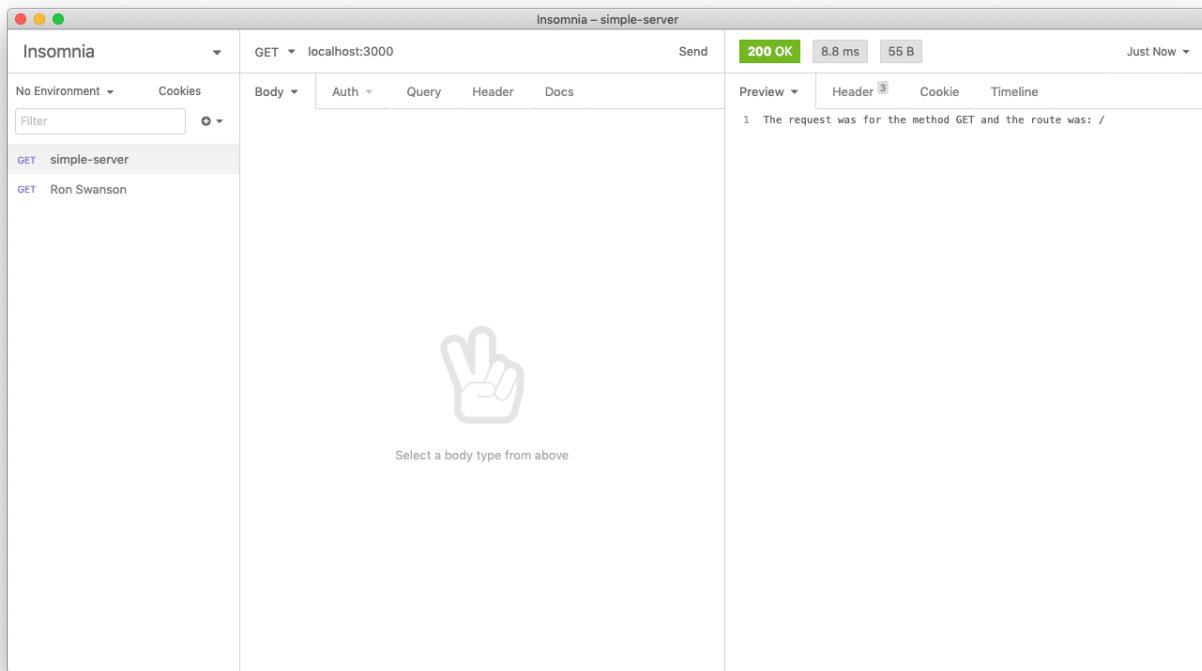 Insomnia – simple-server
Insomnia
GET localhost:3000 Send
200 OK 8.8 ms 55 B Just Now
No Environment Cookies
Body Auth Query Header Docs
Preview Header 3 Cookie Timeline
Filter
1 The request was for the method GET and the route was: /
GET simple-server
GET Ron Swanson
Select a body type from above